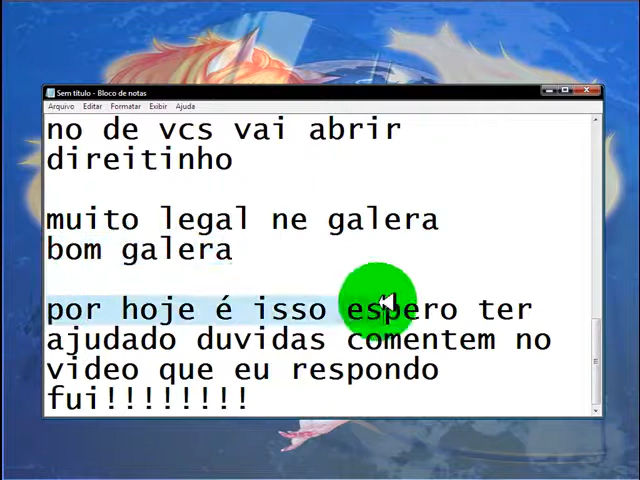 Sem título - Bloco de notas
Arquivo Editar Formatar Exibir Ajuda
no de vcs vai abrir
direitinho
muito legal ne galera
bom galera
por hoje é isso espero ter
ajudado duvidas comentem no
video que eu respondo
fui!!!!!!!!